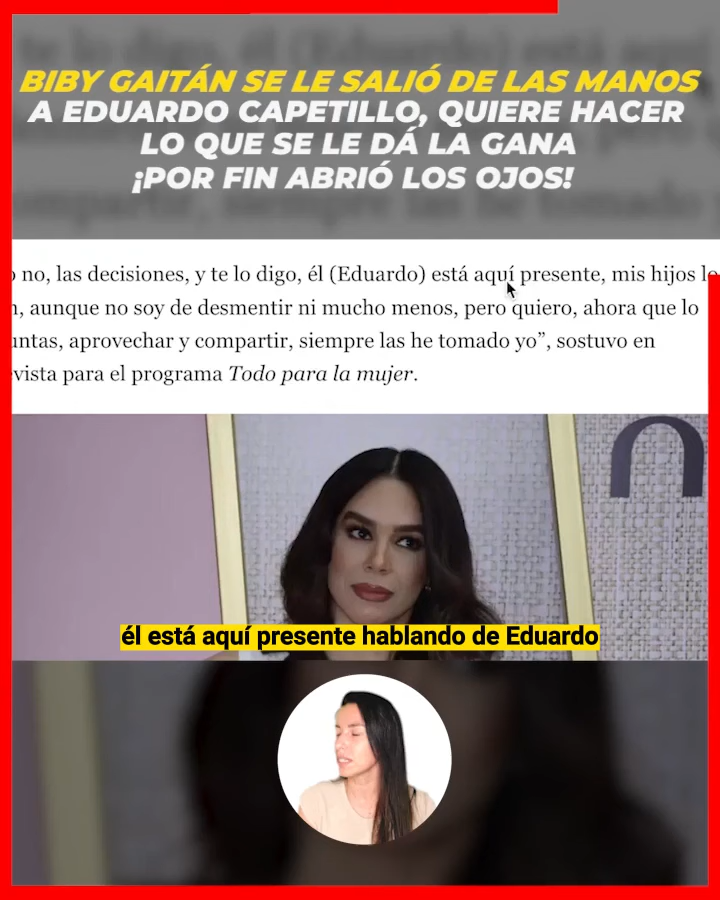 BIBY GAITÁN SE LE SALIÓ DE LAS MANOS
A EDUARDO CAPETILLO, QUIERE HACER
LO QUE SE LE DÁ LA GANA
¡POR FIN ABRIÓ LOS OJOS!
no, las decisiones, y te lo digo, él (Eduardo) está aquí presente, mis hijos lo
, aunque no soy de desmentir ni mucho menos, pero quiero, ahora que lo
untas, aprovechar y compartir, siempre las he tomado yo”, sostuvo en
vista para el programa Todo para la mujer.
él está aquí presente hablando de Eduardo